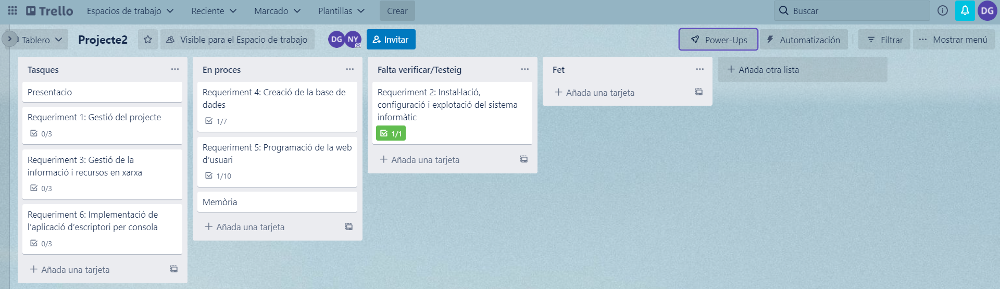 Trello
Espacios de trabajo
Reciente
Marcado
Plantillas
Crear
Buscar
DG
Tablero
Projecte2
Visible para el Espacio de trabajo
DG
NY
Invitar
Power-Ups
Automatización
Filtrar
Mostrar menú
Tasques
Presentacio
Requeriment 1: Gestió del projecte
0/3
Requeriment 3: Gestió de la
informació i recursos en xarxa
0/3
Requeriment 6: Implementació de
l'aplicació d'escriptori per consola
0/3
Añada una tarjeta
En proces
Requeriment 4: Creació de la base de
dades
1/7
Requeriment 5: Programació de la web
d'usuari
1/10
Memòria
Añada una tarjeta
Falta verificar/Testeig
Requeriment 2: Instal·lació,
configuració i explotació del sistema
informàtic
1/1
Añada una tarjeta
Fet
Añada una tarjeta
Añada otra lista